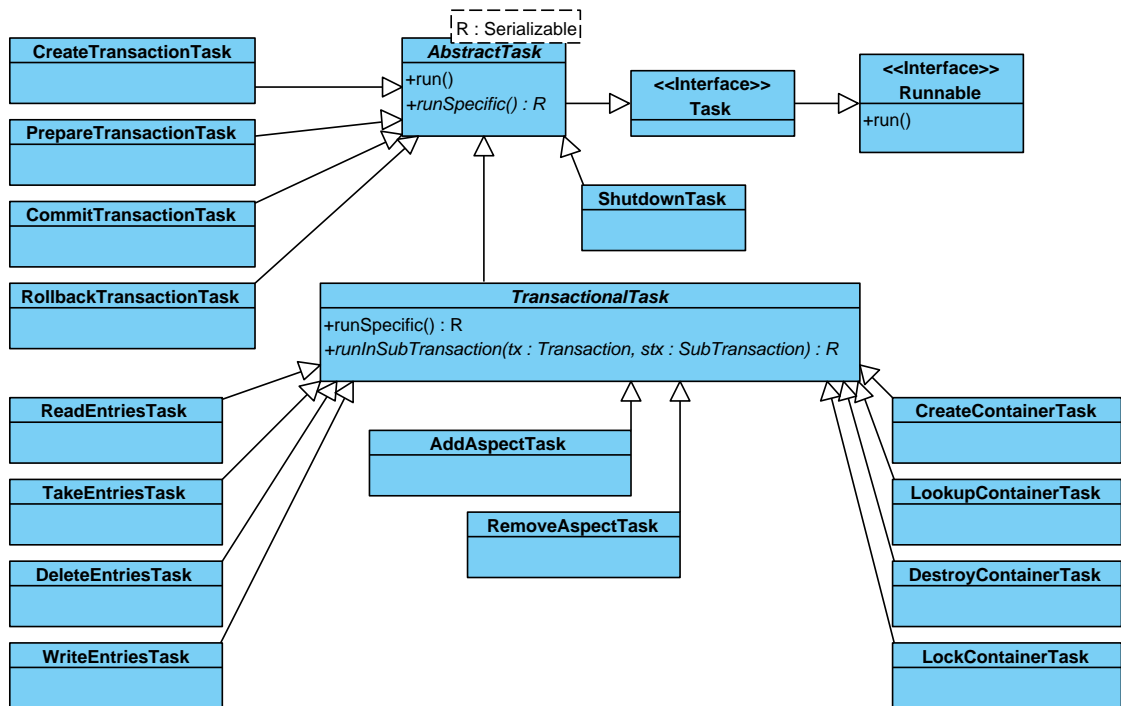 R : Serializable
CreateTransactionTask
AbstractTask
+run()
+runSpecific() : R
<<Interface>>
Task
<<Interface>>
Runnable
+run()
PrepareTransactionTask
CommitTransactionTask
ShutdownTask
RollbackTransactionTask
TransactionalTask
+runSpecific() : R
+runInSubTransaction(tx : Transaction, stx : SubTransaction) : R
ReadEntriesTask
AddAspectTask
CreateContainerTask
TakeEntriesTask
RemoveAspectTask
LookupContainerTask
DeleteEntriesTask
DestroyContainerTask
WriteEntriesTask
LockContainerTask